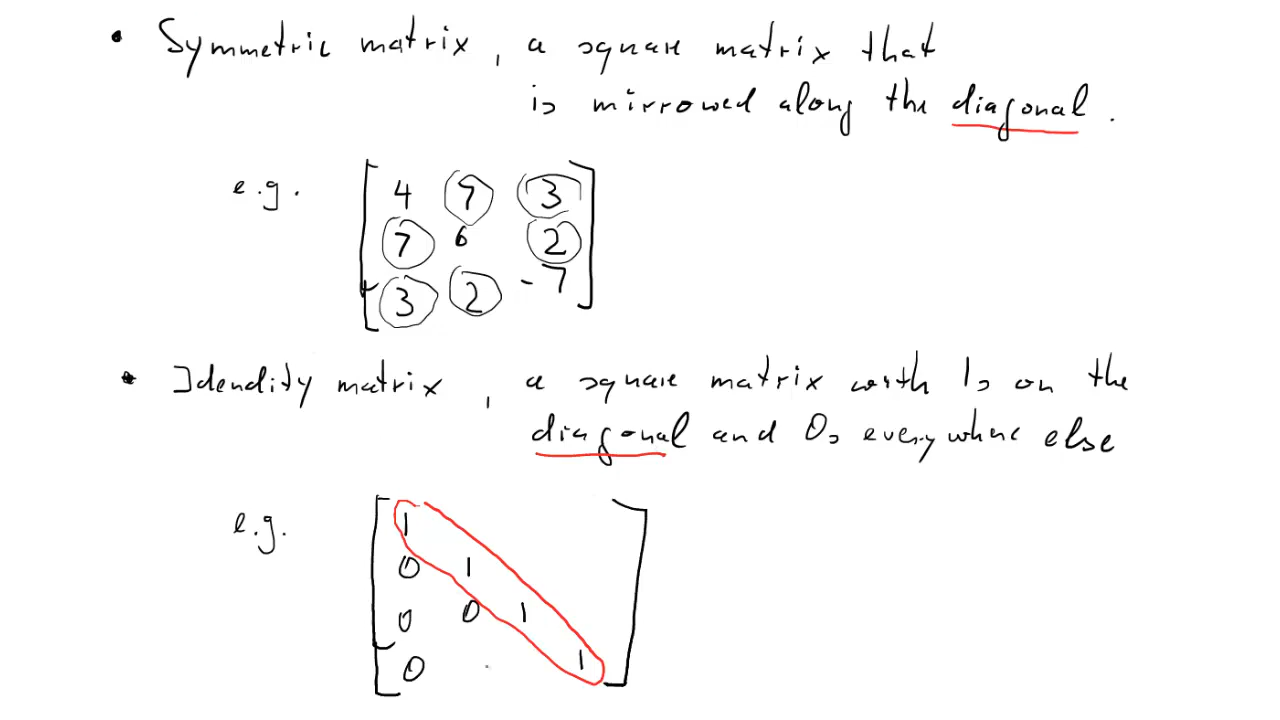 • Symmetric matrix, a square matrix that
is mirrowed along the diagonal.
e.g.
4 7 3
7 6 2
3 2 -7
• Idendity matrix, a square matrix with 1s on the
diagonal and 0s everywhere else
e.g.
1
0 1
0 0 1
0 1